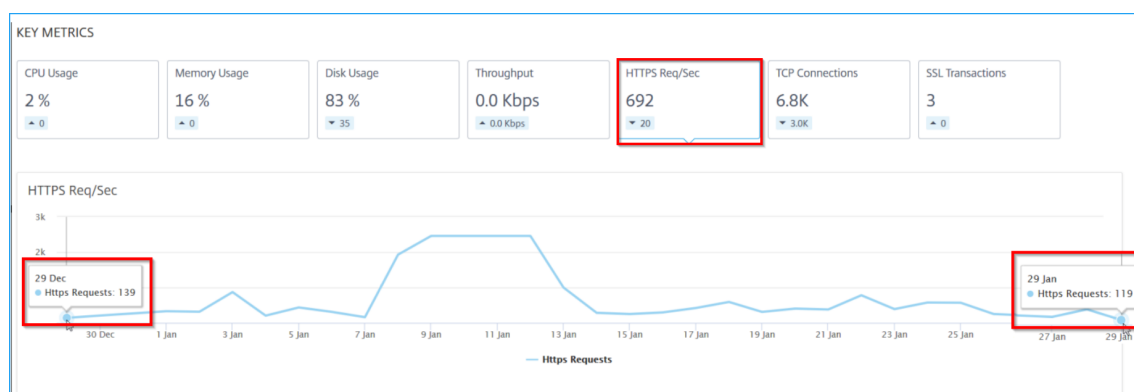 KEY METRICS
CPU Usage
2 %
0
Memory Usage
16 %
0
Disk Usage
83 %
35
Throughput
0.0 Kbps
0.0 Kbps
HTTPS Req/Sec
692
20
TCP Connections
6.8K
3.0K
SSL Transactions
3
0
HTTPS Req/Sec
3k
2k
29 Dec
Https Requests: 139
29 Jan
Https Requests: 119
30 Dec 1 Jan 3 Jan 5 Jan 7 Jan 9 Jan 11 Jan 13 Jan 15 Jan 17 Jan 19 Jan 21 Jan 23 Jan 25 Jan 27 Jan 29 Jan
Https Requests